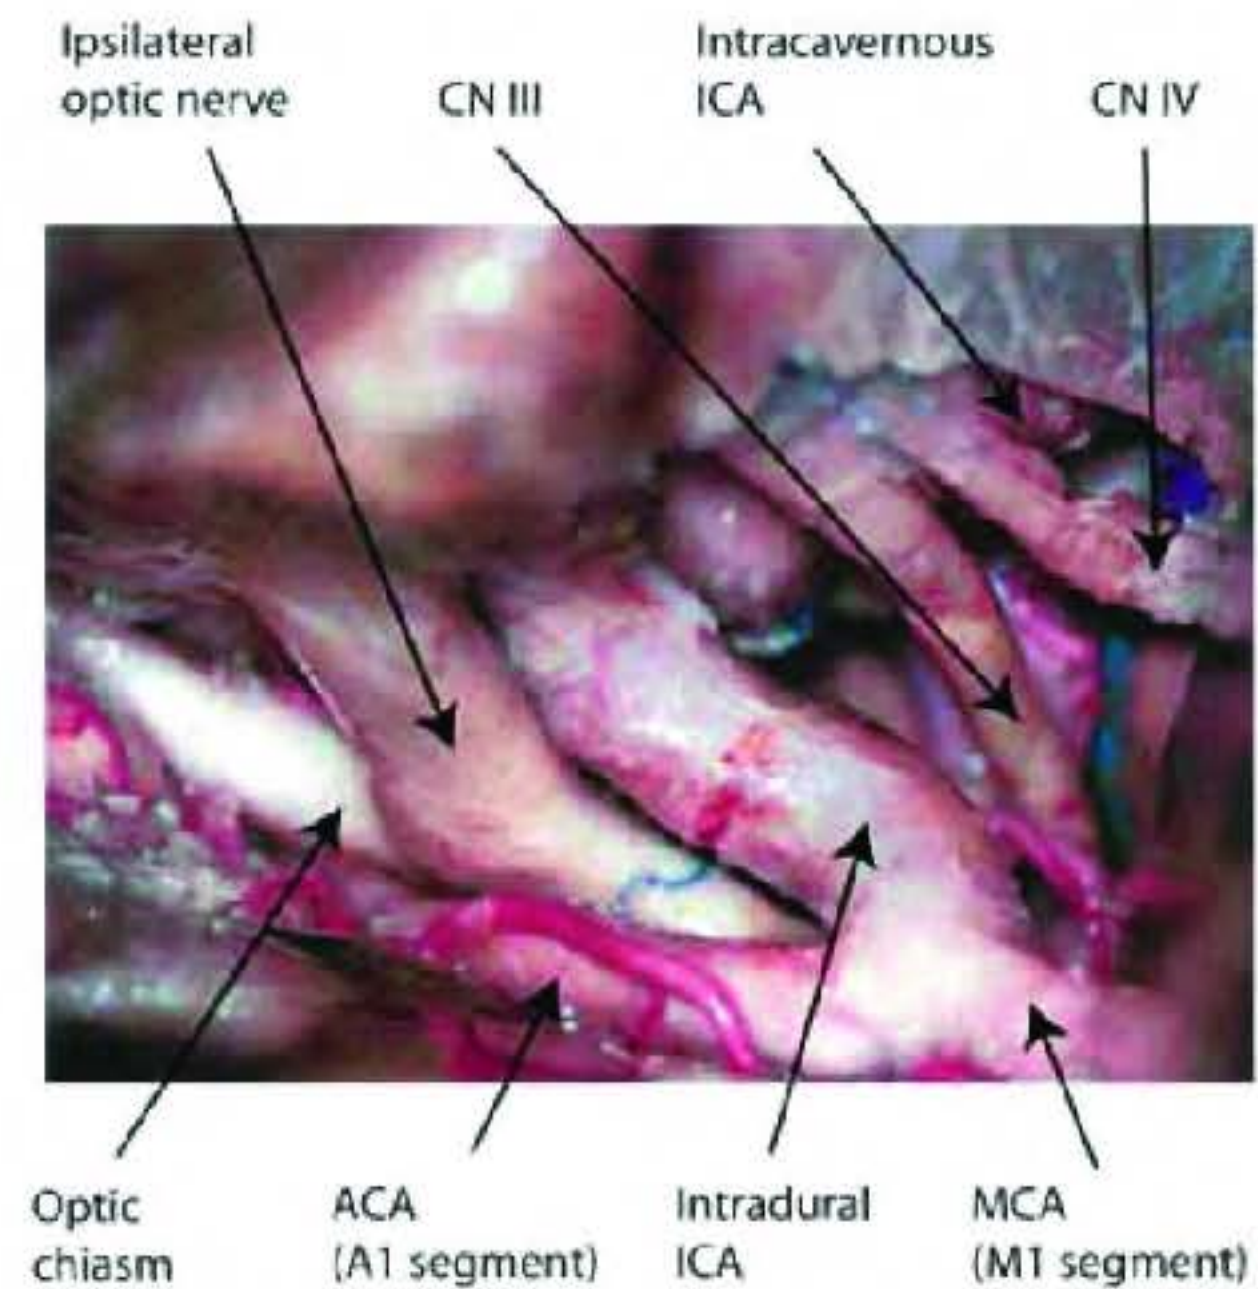 Ipsilateral
optic nerve
CN III
Intracavernous
ICA
CN IV
Optic
chiasm
ACA
(A1 segment)
Intradural
ICA
MCA
(M1 segment)